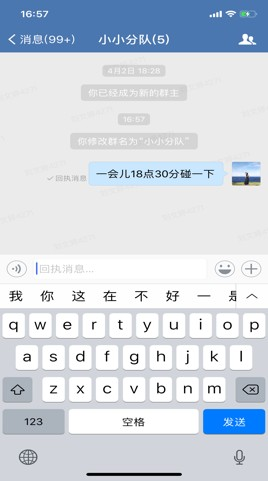 16:57
消息(99+)
小小分队(5)
4月2日 18:28
你已经成为新的群主
16:57
你修改群名为“小小分队”
回执消息
一会儿18点30分碰一下
回执消息...
我 你 这 在 不 好 一 是
q w e r t y u i o p
a s d f g h j k l
z x c v b n m
123 空格 发送